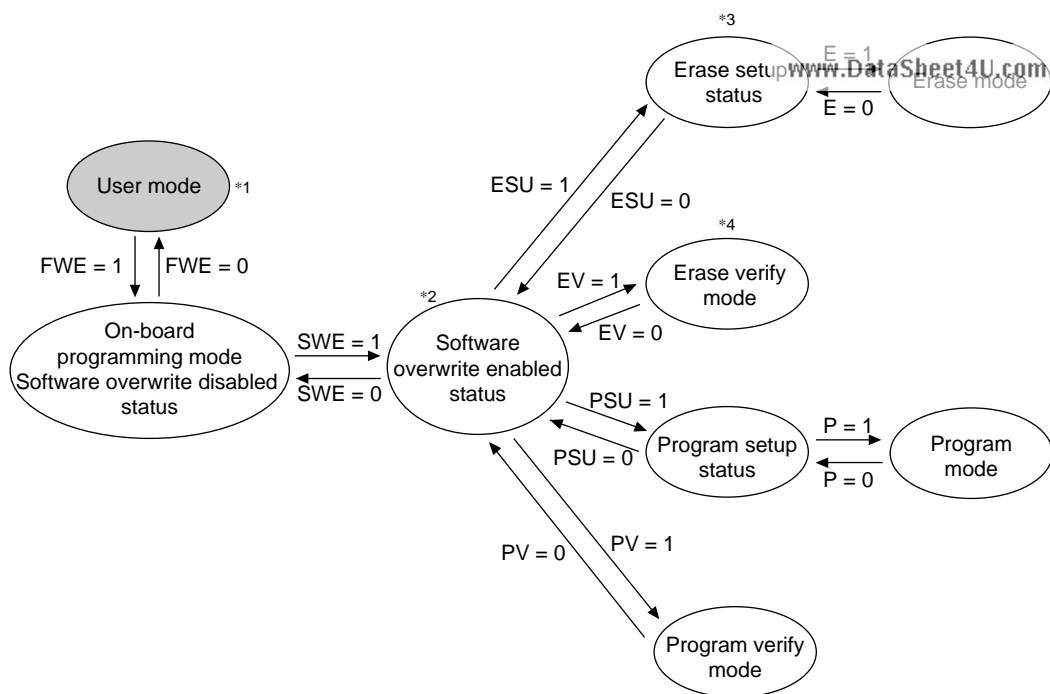 *3
Erase setup
status
E = 1
www.DataSheet4U.com
Erase mode
E = 0
User mode
*1
ESU = 1
ESU = 0
*4
FWE = 1
FWE = 0
EV = 1
Erase verify
mode
EV = 0
*2
On-board
programming mode
Software overwrite disabled
status
SWE = 1
SWE = 0
Software
overwrite enabled
status
PSU = 1
PSU = 0
Program setup
status
P = 1
P = 0
Program
mode
PV = 0
PV = 1
Program verify
mode